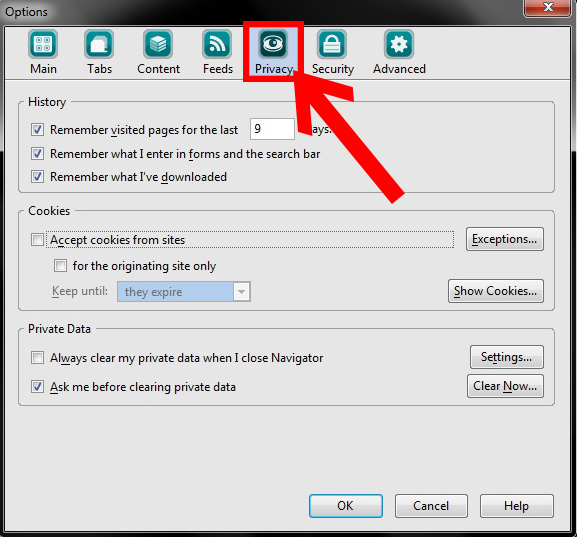 Options
Main Tabs Content Feeds Privacy Security Advanced
History
Remember visited pages for the last 9 days.
Remember what I enter in forms and the search bar
Remember what I've downloaded
Cookies
Accept cookies from sites Exceptions...
for the originating site only
Keep until: they expire Show Cookies...
Private Data
Always clear my private data when I close Navigator Settings...
Ask me before clearing private data Clear Now...
OK Cancel Help